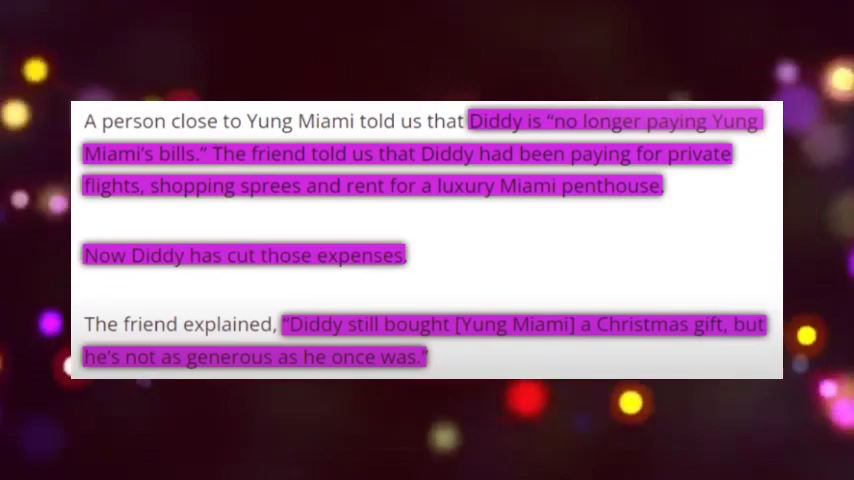 A person close to Yung Miami told us that Diddy is “no longer paying Yung
Miami’s bills.” The friend told us that Diddy had been paying for private
flights, shopping sprees and rent for a luxury Miami penthouse.
Now Diddy has cut those expenses.
The friend explained, “Diddy still bought [Yung Miami] a Christmas gift, but
he’s not as generous as he once was.”